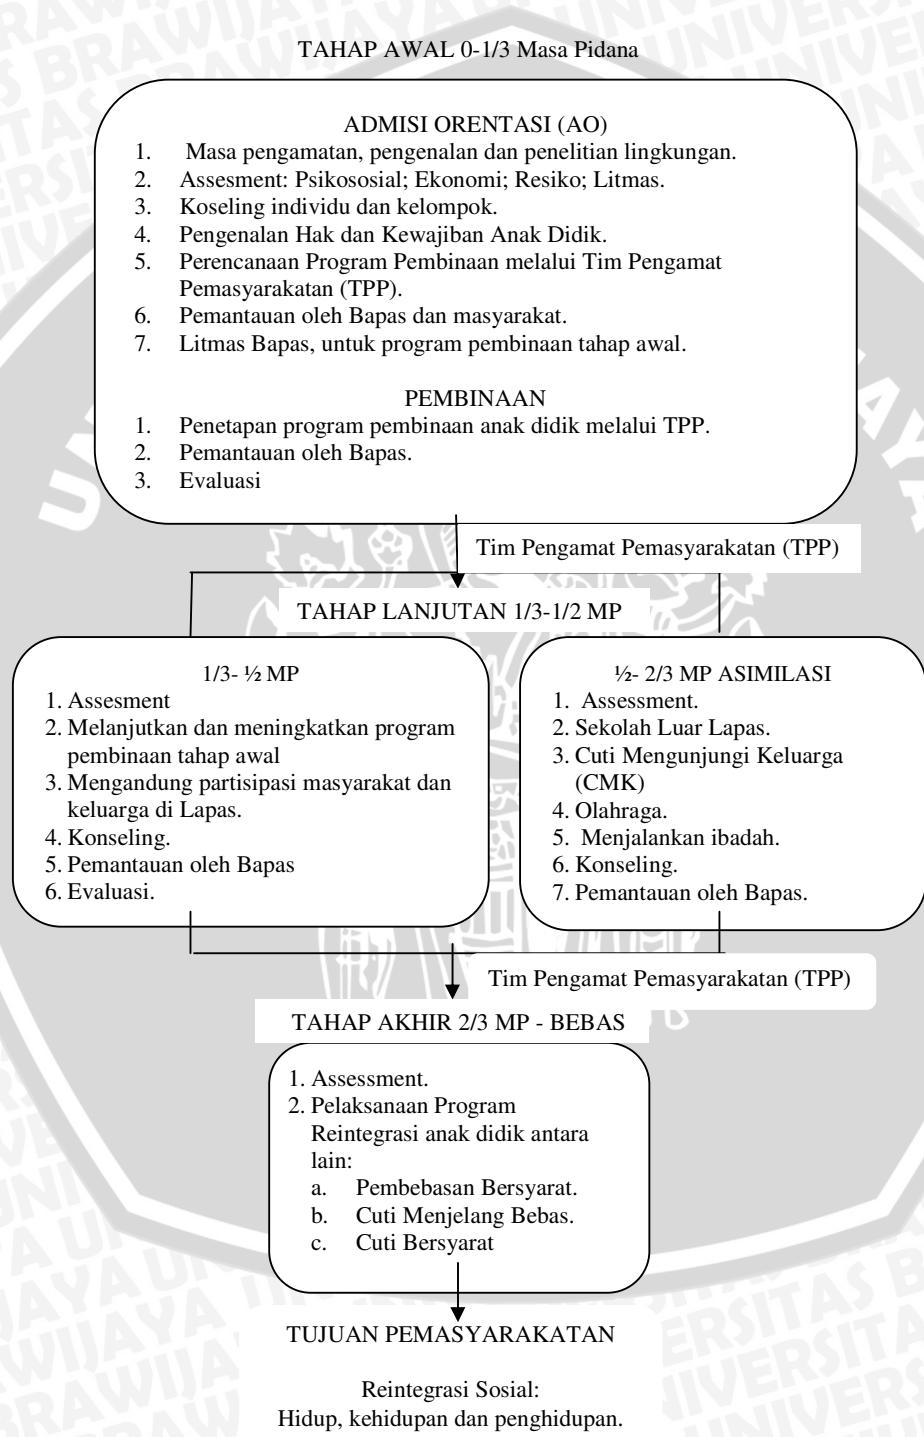 TAHAP AWAL 0-1/3 Masa Pidana
ADMISI ORENTASI (AO)
1. Masa pengamatan, pengenalan dan penelitian lingkungan.
2. Assesment: Psikososial; Ekonomi; Resiko; Litmas.
3. Koseling individu dan kelompok.
4. Pengenalan Hak dan Kewajiban Anak Didik.
5. Perencanaan Program Pembinaan melalui Tim Pengamat
Pemasyarakatan (TPP).
6. Pemantauan oleh Bapas dan masyarakat.
7. Litmas Bapas, untuk program pembinaan tahap awal.
PEMBINAAN
1. Penetapan program pembinaan anak didik melalui TPP.
2. Pemantauan oleh Bapas.
3. Evaluasi
Tim Pengamat Pemasyarakatan (TPP)
TAHAP LANJUTAN 1/3-1/2 MP
1/3- ½ MP
1. Assesment
2. Melanjutkan dan meningkatkan program
pembinaan tahap awal
3. Mengandung partisipasi masyarakat dan
keluarga di Lapas.
4. Konseling.
5. Pemantauan oleh Bapas
6. Evaluasi.
½- 2/3 MP ASIMILASI
1. Assessment.
2. Sekolah Luar Lapas.
3. Cuti Mengunjungi Keluarga
(CMK)
4. Olahraga.
5. Menjalankan ibadah.
6. Konseling.
7. Pemantauan oleh Bapas.
Tim Pengamat Pemasyarakatan (TPP)
TAHAP AKHIR 2/3 MP - BEBAS
1. Assessment.
2. Pelaksanaan Program
Reintegrasi anak didik antara
lain:
a. Pembebasan Bersyarat.
b. Cuti Menjelang Bebas.
c. Cuti Bersyarat
TUJUAN PEMASYARAKATAN
Reintegrasi Sosial:
Hidup, kehidupan dan penghidupan.